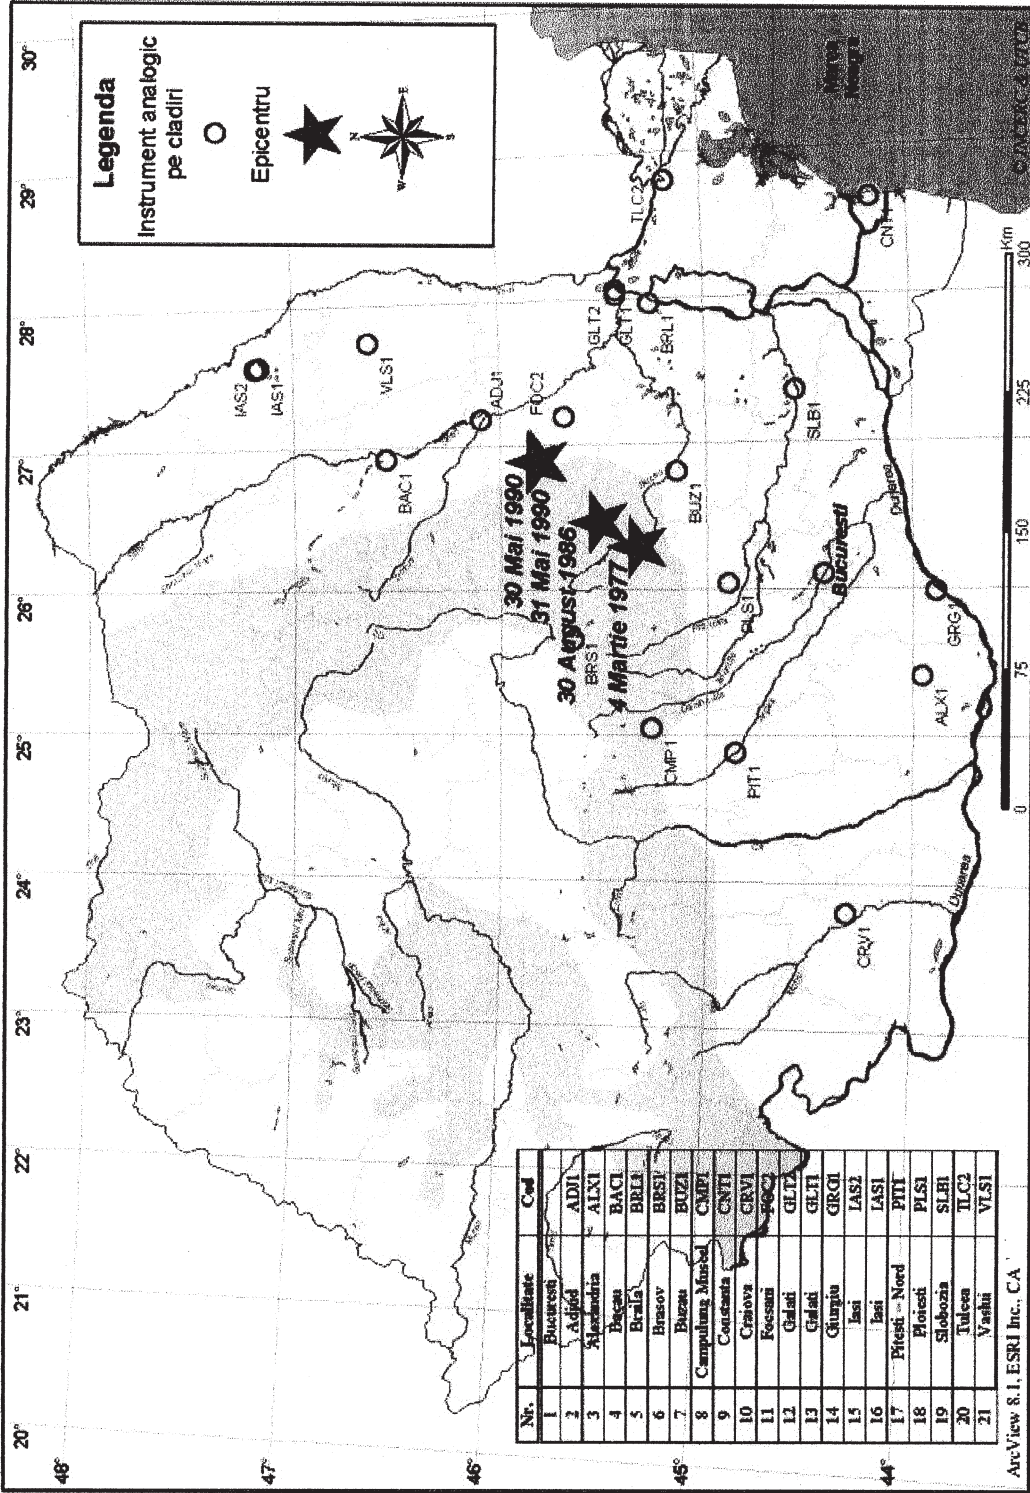 20°
21°
22°
23°
24°
25°
26°
27°
28°
29°
30°
48°
47°
46°
45°
44°
Legenda
Instrument analogic
pe cladiri
Epicentru
N
W
E
S
IAS2
IAS1
VLS1
BAC1
ADJ1
FOC2
30 Mai 1990
31 Mai 1990
30 August 1986
4 Martie 1977
BRS1
CMP1
PIT1
PLS1
BUZ1
GLT2
GLT1
BRL1
TLC2
CNT1
SLB1
Bucuresti
GRG1
ALX1
CRV1
Dunarea
Dunarea
Marea
Neagra
© INCERC & UTCB
0 75 150 225 300
Km
Nr. Localitate Cod
1 Bucuresti
2 Adjud ADJ1
3 Alexandria ALX1
4 Bacau BAC1
5 Braila BRL1
6 Brasov BRS1
7 Buzau BUZ1
8 Campulung Muscel CMP1
9 Constanta CNT1
10 Craiova CRV1
11 Focsani FOC2
12 Galati GLT2
13 Galati GLT1
14 Giurgiu GRG1
15 Iasi IAS2
16 Iasi IAS1
17 Pitesti - Nord PIT1
18 Ploiesti PLS1
19 Slobozia SLB1
20 Tulcea TLC2
21 Vaslui VLS1
ArcView 8.1, ESRI Inc., CA